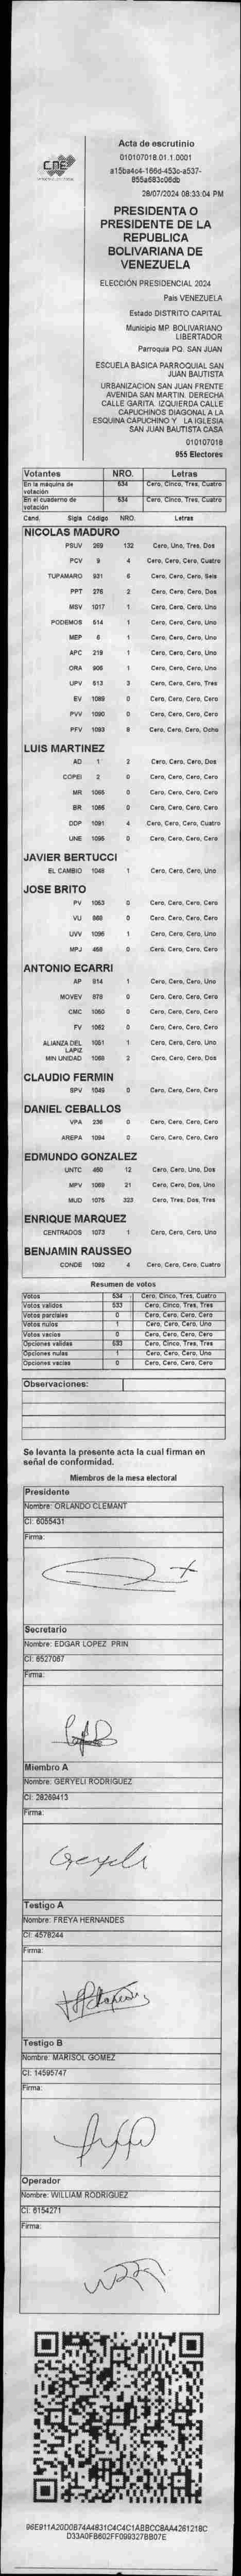 CNE
Acta de escrutinio
010107018.01.1.0001
a15ba4c4-166d-453c-a537-
955a683c06db
28/07/2024 08:33:04 PM
PRESIDENTA O
PRESIDENTE DE LA
REPUBLICA
BOLIVARIANA DE
VENEZUELA
ELECCIÓN PRESIDENCIAL 2024
País VENEZUELA
Estado DISTRITO CAPITAL
Municipio MP. BOLIVARIANO
LIBERTADOR
Parroquia PQ. SAN JUAN
ESCUELA BÁSICA PARROQUIAL SAN
JUAN BAUTISTA
URBANIZACION SAN JUAN FRENTE
AVENIDA SAN MARTIN. DERECHA
CALLE GARITA. IZQUIERDA CALLE
CAPUCHINOS DIAGONAL A LA
ESQUINA CAPUCHINO Y LA IGLESIA
SAN JUAN BAUTISTA CASA
010107018
955 Electores
Votantes NRO. Letras
En la máquina de votación 534 Cero, Cinco, Tres, Cuatro
En el cuaderno de votación 534 Cero, Cinco, Tres, Cuatro
Cand. Sigla Código NRO. Letras
NICOLAS MADURO
PSUV 269 132 Cero, Uno, Tres, Dos
PCV 9 4 Cero, Cero, Cero, Cuatro
TUPAMARO 931 6 Cero, Cero, Cero, Seis
PPT 276 2 Cero, Cero, Cero, Dos
MSV 1017 1 Cero, Cero, Cero, Uno
PODEMOS 514 1 Cero, Cero, Cero, Uno
MEP 6 1 Cero, Cero, Cero, Uno
APC 219 1 Cero, Cero, Cero, Uno
ORA 906 1 Cero, Cero, Cero, Uno
UPV 513 3 Cero, Cero, Cero, Tres
EV 1089 0 Cero, Cero, Cero, Cero
PVV 1090 0 Cero, Cero, Cero, Cero
PFV 1093 8 Cero, Cero, Cero, Ocho
LUIS MARTINEZ
AD 1 2 Cero, Cero, Cero, Dos
COPEI 2 0 Cero, Cero, Cero, Cero
MR 1065 0 Cero, Cero, Cero, Cero
BR 1086 0 Cero, Cero, Cero, Cero
DDP 1091 4 Cero, Cero, Cero, Cuatro
UNE 1095 0 Cero, Cero, Cero, Cero
JAVIER BERTUCCI
EL CAMBIO 1048 1 Cero, Cero, Cero, Uno
JOSE BRITO
PV 1053 0 Cero, Cero, Cero, Cero
VU 868 0 Cero, Cero, Cero, Cero
UVV 1096 1 Cero, Cero, Cero, Uno
MPJ 468 0 Cero, Cero, Cero, Cero
ANTONIO ECARRI
AP 814 1 Cero, Cero, Cero, Uno
MOVEV 878 0 Cero, Cero, Cero, Cero
CMC 1060 0 Cero, Cero, Cero, Cero
FV 1062 0 Cero, Cero, Cero, Cero
ALIANZA DEL LAPIZ 1051 1 Cero, Cero, Cero, Uno
MIN UNIDAD 1068 2 Cero, Cero, Cero, Dos
CLAUDIO FERMIN
SPV 1049 0 Cero, Cero, Cero, Cero
DANIEL CEBALLOS
VPA 236 0 Cero, Cero, Cero, Cero
AREPA 1094 0 Cero, Cero, Cero, Cero
EDMUNDO GONZALEZ
UNTC 450 12 Cero, Cero, Uno, Dos
MPV 1069 21 Cero, Cero, Dos, Uno
MUD 1075 323 Cero, Tres, Dos, Tres
ENRIQUE MARQUEZ
CENTRADOS 1073 1 Cero, Cero, Cero, Uno
BENJAMIN RAUSSEO
CONDE 1082 4 Cero, Cero, Cero, Cuatro
Resumen de votos
Votos 534 Cero, Cinco, Tres, Cuatro
Votos válidos 533 Cero, Cinco, Tres, Tres
Votos parciales 0 Cero, Cero, Cero, Cero
Votos nulos 1 Cero, Cero, Cero, Uno
Votos vacíos 0 Cero, Cero, Cero, Cero
Opciones válidas 533 Cero, Cinco, Tres, Tres
Opciones nulas 1 Cero, Cero, Cero, Uno
Opciones vacías 0 Cero, Cero, Cero, Cero
Observaciones:
Se levanta la presente acta la cual firman en
señal de conformidad.
Miembros de la mesa electoral
Presidente
Nombre: ORLANDO CLEMANT
CI: 6055431
Firma:
Secretario
Nombre: EDGAR LOPEZ PRIN
CI: 6527067
Firma:
Miembro A
Nombre: GERYELI RODRIGUEZ
CI: 28269413
Firma:
Geryeli
Testigo A
Nombre: FREYA HERNANDES
CI: 4578244
Firma:
Testigo B
Nombre: MARISOL GOMEZ
CI: 14595747
Firma:
Operador
Nombre: WILLIAM RODRIGUEZ
CI: 6154271
Firma:
96E911A20D0B74A4831C4C4C1ABBCC8AA4261218C
D33A0FB602FF099327BB07E